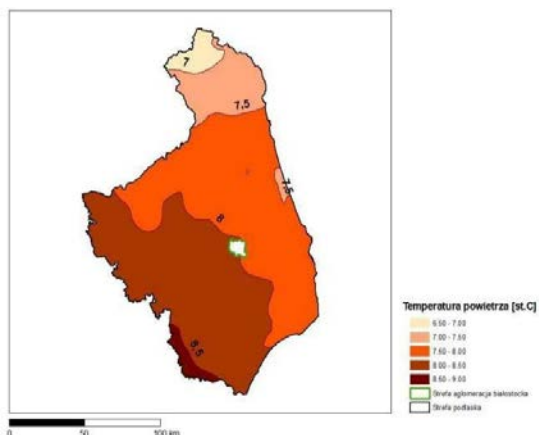 7
7,5
7,5
8
8,5
Temperatura powietrza [st.C]
6.50 - 7.00
7.00 - 7.50
7.50 - 8.00
8.00 - 8.50
8.50 - 9.00
Strefa aglomeracja białostocka
Strefa podlaska
0 50 100 km